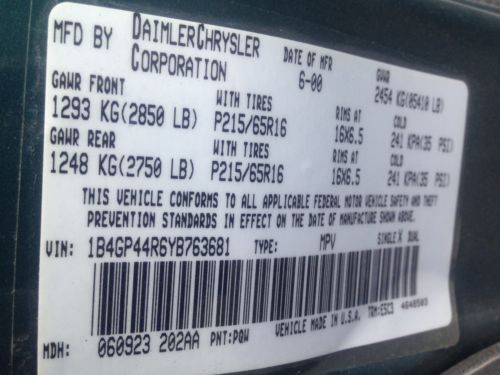 MFD BY DAIMLERCHRYSLER CORPORATION DATE OF MFR 6-00 GVWR 2454 KG(05410 LB)
GAWR FRONT WITH TIRES RIMS AT COLD
1293 KG(2850 LB) P215/65R16 16X6.5 241 KPA(35 PSI)
GAWR REAR WITH TIRES RIMS AT COLD
1248 KG(2750 LB) P215/65R16 16X6.5 241 KPA(35 PSI)
THIS VEHICLE CONFORMS TO ALL APPLICABLE FEDERAL MOTOR VEHICLE SAFETY AND THEFT
PREVENTION STANDARDS IN EFFECT ON THE DATE OF MANUFACTURE SHOWN ABOVE.
VIN: 1B4GP44R6YB763681 TYPE: MPV SINGLE X DUAL
MDH: 060923 202AA PNT:PQW VEHICLE MADE IN U.S.A. TRM:E5C3 4648503